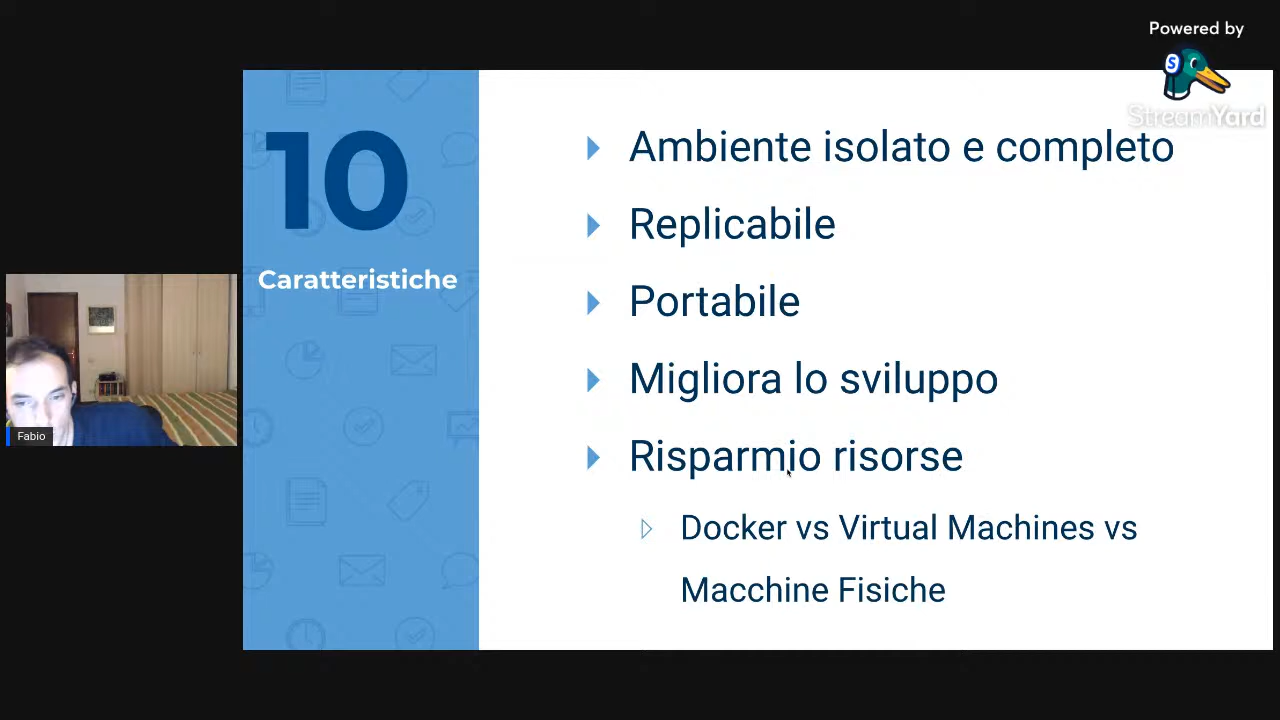 Powered by
StreamYard
10
Caratteristiche
Ambiente isolato e completo
Replicabile
Portabile
Migliora lo sviluppo
Risparmio risorse
Docker vs Virtual Machines vs
Macchine Fisiche
Fabio